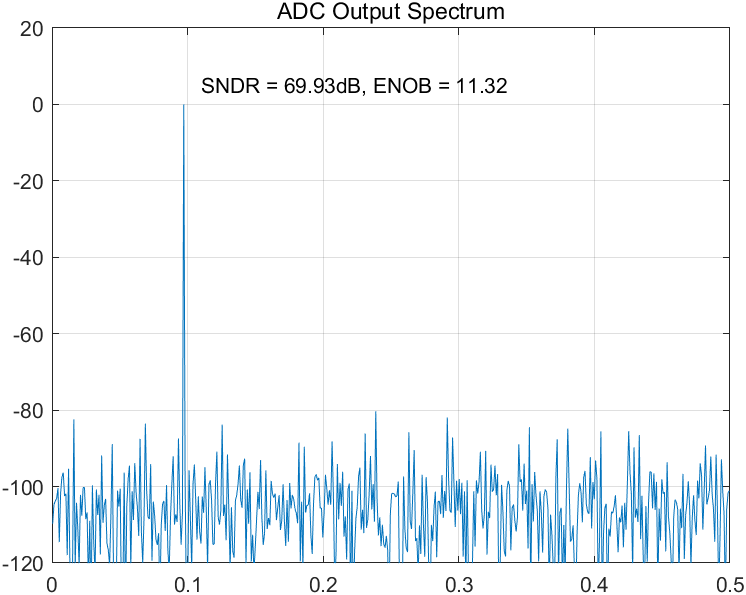 ADC Output Spectrum
SNDR = 69.93dB, ENOB = 11.32
20
0
-20
-40
-60
-80
-100
-120
0 0.1 0.2 0.3 0.4 0.5